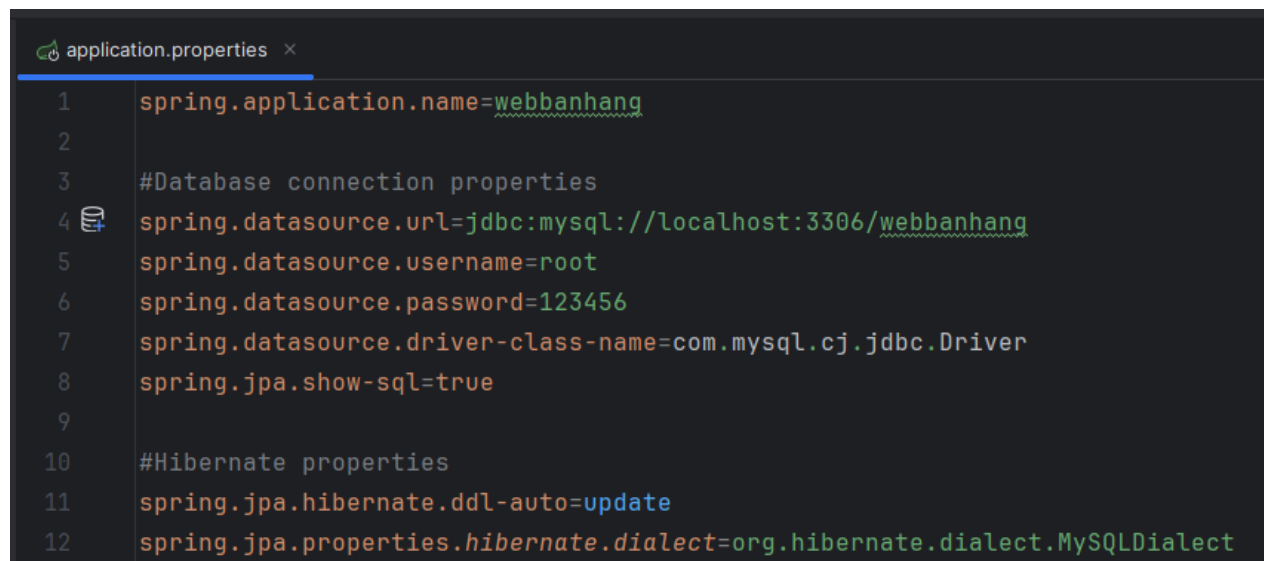 application.properties ×
1 spring.application.name=webbanhang
2
3 #Database connection properties
4 spring.datasource.url=jdbc:mysql://localhost:3306/webbanhang
5 spring.datasource.username=root
6 spring.datasource.password=123456
7 spring.datasource.driver-class-name=com.mysql.cj.jdbc.Driver
8 spring.jpa.show-sql=true
9
10 #Hibernate properties
11 spring.jpa.hibernate.ddl-auto=update
12 spring.jpa.properties.hibernate.dialect=org.hibernate.dialect.MySQLDialect